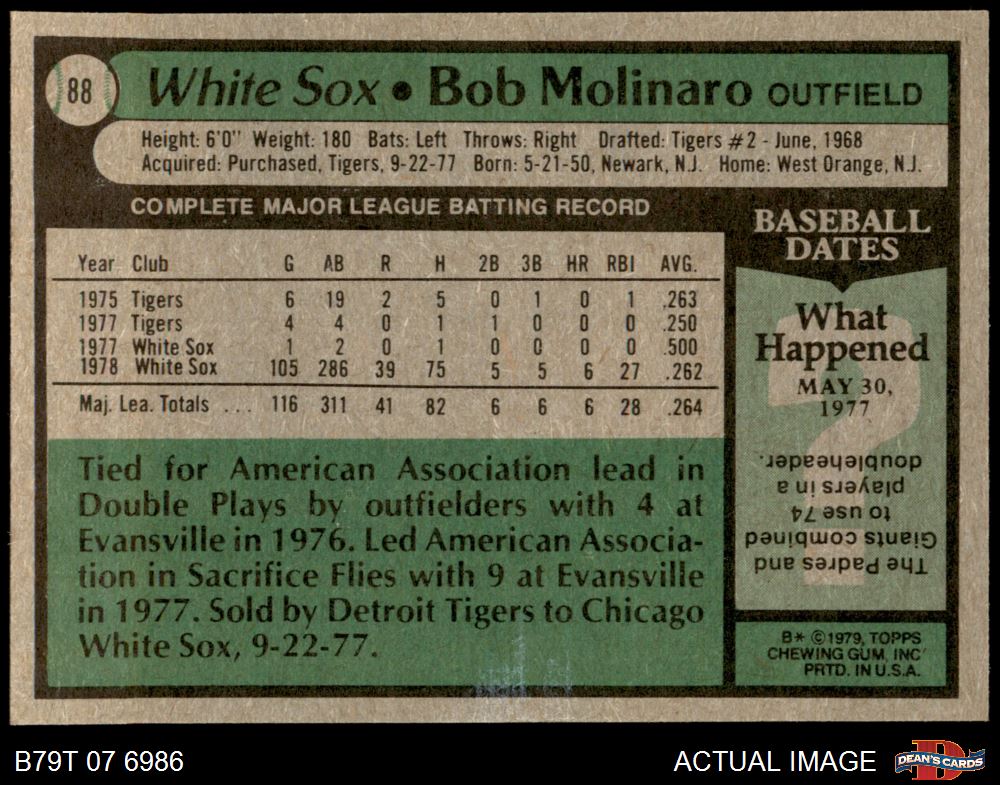 88
White Sox • Bob Molinaro OUTFIELD
Height: 6'0" Weight: 180 Bats: Left Throws: Right Drafted: Tigers #2 - June, 1968
Acquired: Purchased, Tigers, 9-22-77 Born: 5-21-50, Newark, N.J. Home: West Orange, N.J.
COMPLETE MAJOR LEAGUE BATTING RECORD
Year Club G AB R H 2B 3B HR RBI AVG.
1975 Tigers 6 19 2 5 0 1 0 1 .263
1977 Tigers 4 4 0 1 1 0 0 0 .250
1977 White Sox 1 2 0 1 0 0 0 0 .500
1978 White Sox 105 286 39 75 5 5 6 27 .262
Maj. Lea. Totals ... 116 311 41 82 6 6 6 28 .264
Tied for American Association lead in
Double Plays by outfielders with 4 at
Evansville in 1976. Led American Associa-
tion in Sacrifice Flies with 9 at Evansville
in 1977. Sold by Detroit Tigers to Chicago
White Sox, 9-22-77.
BASEBALL
DATES
What
Happened
MAY 30,
1977
?
The Padres and
Giants combined
to use 74
players in a
doubleheader.
B* ©1979, TOPPS
CHEWING GUM, INC'
PRTD. IN U.S.A.
B79T 07 6986
ACTUAL IMAGE
D
DEAN'S CARDS